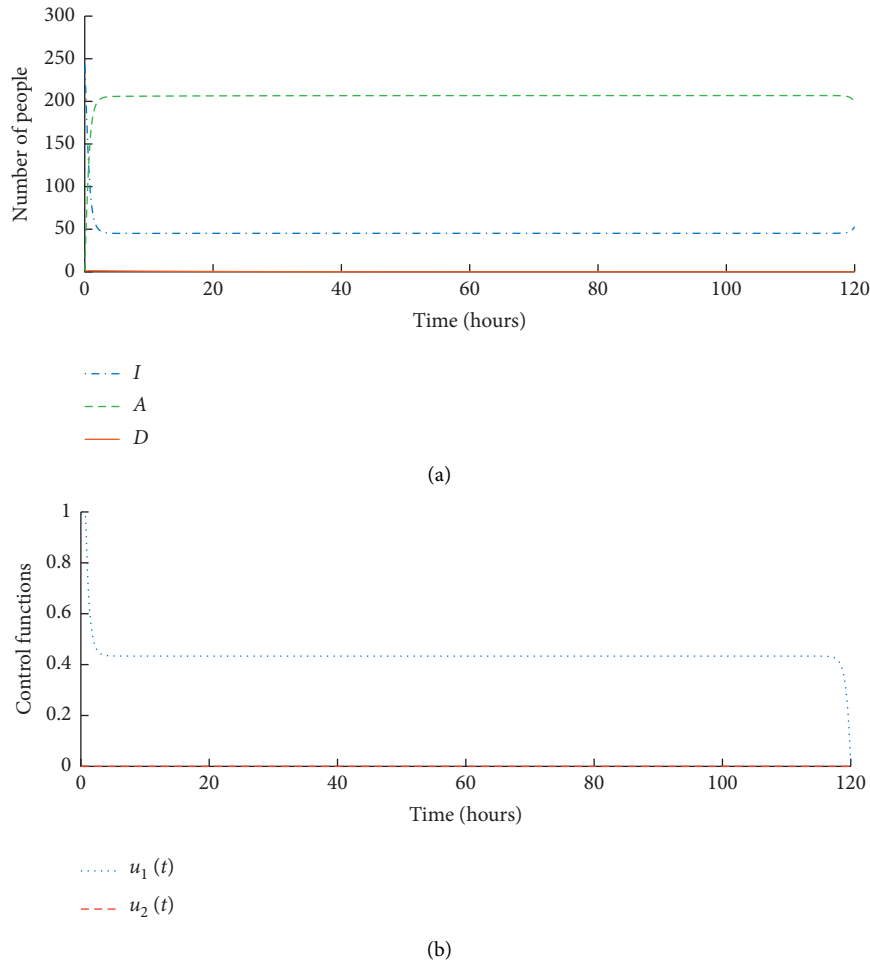 300
250
200
150
100
50
0
Number of people
0 20 40 60 80 100 120
Time (hours)
I
A
D
(a)
1
0.8
0.6
0.4
0.2
0
Control functions
0 20 40 60 80 100 120
Time (hours)
u1 (t)
u2 (t)
(b)